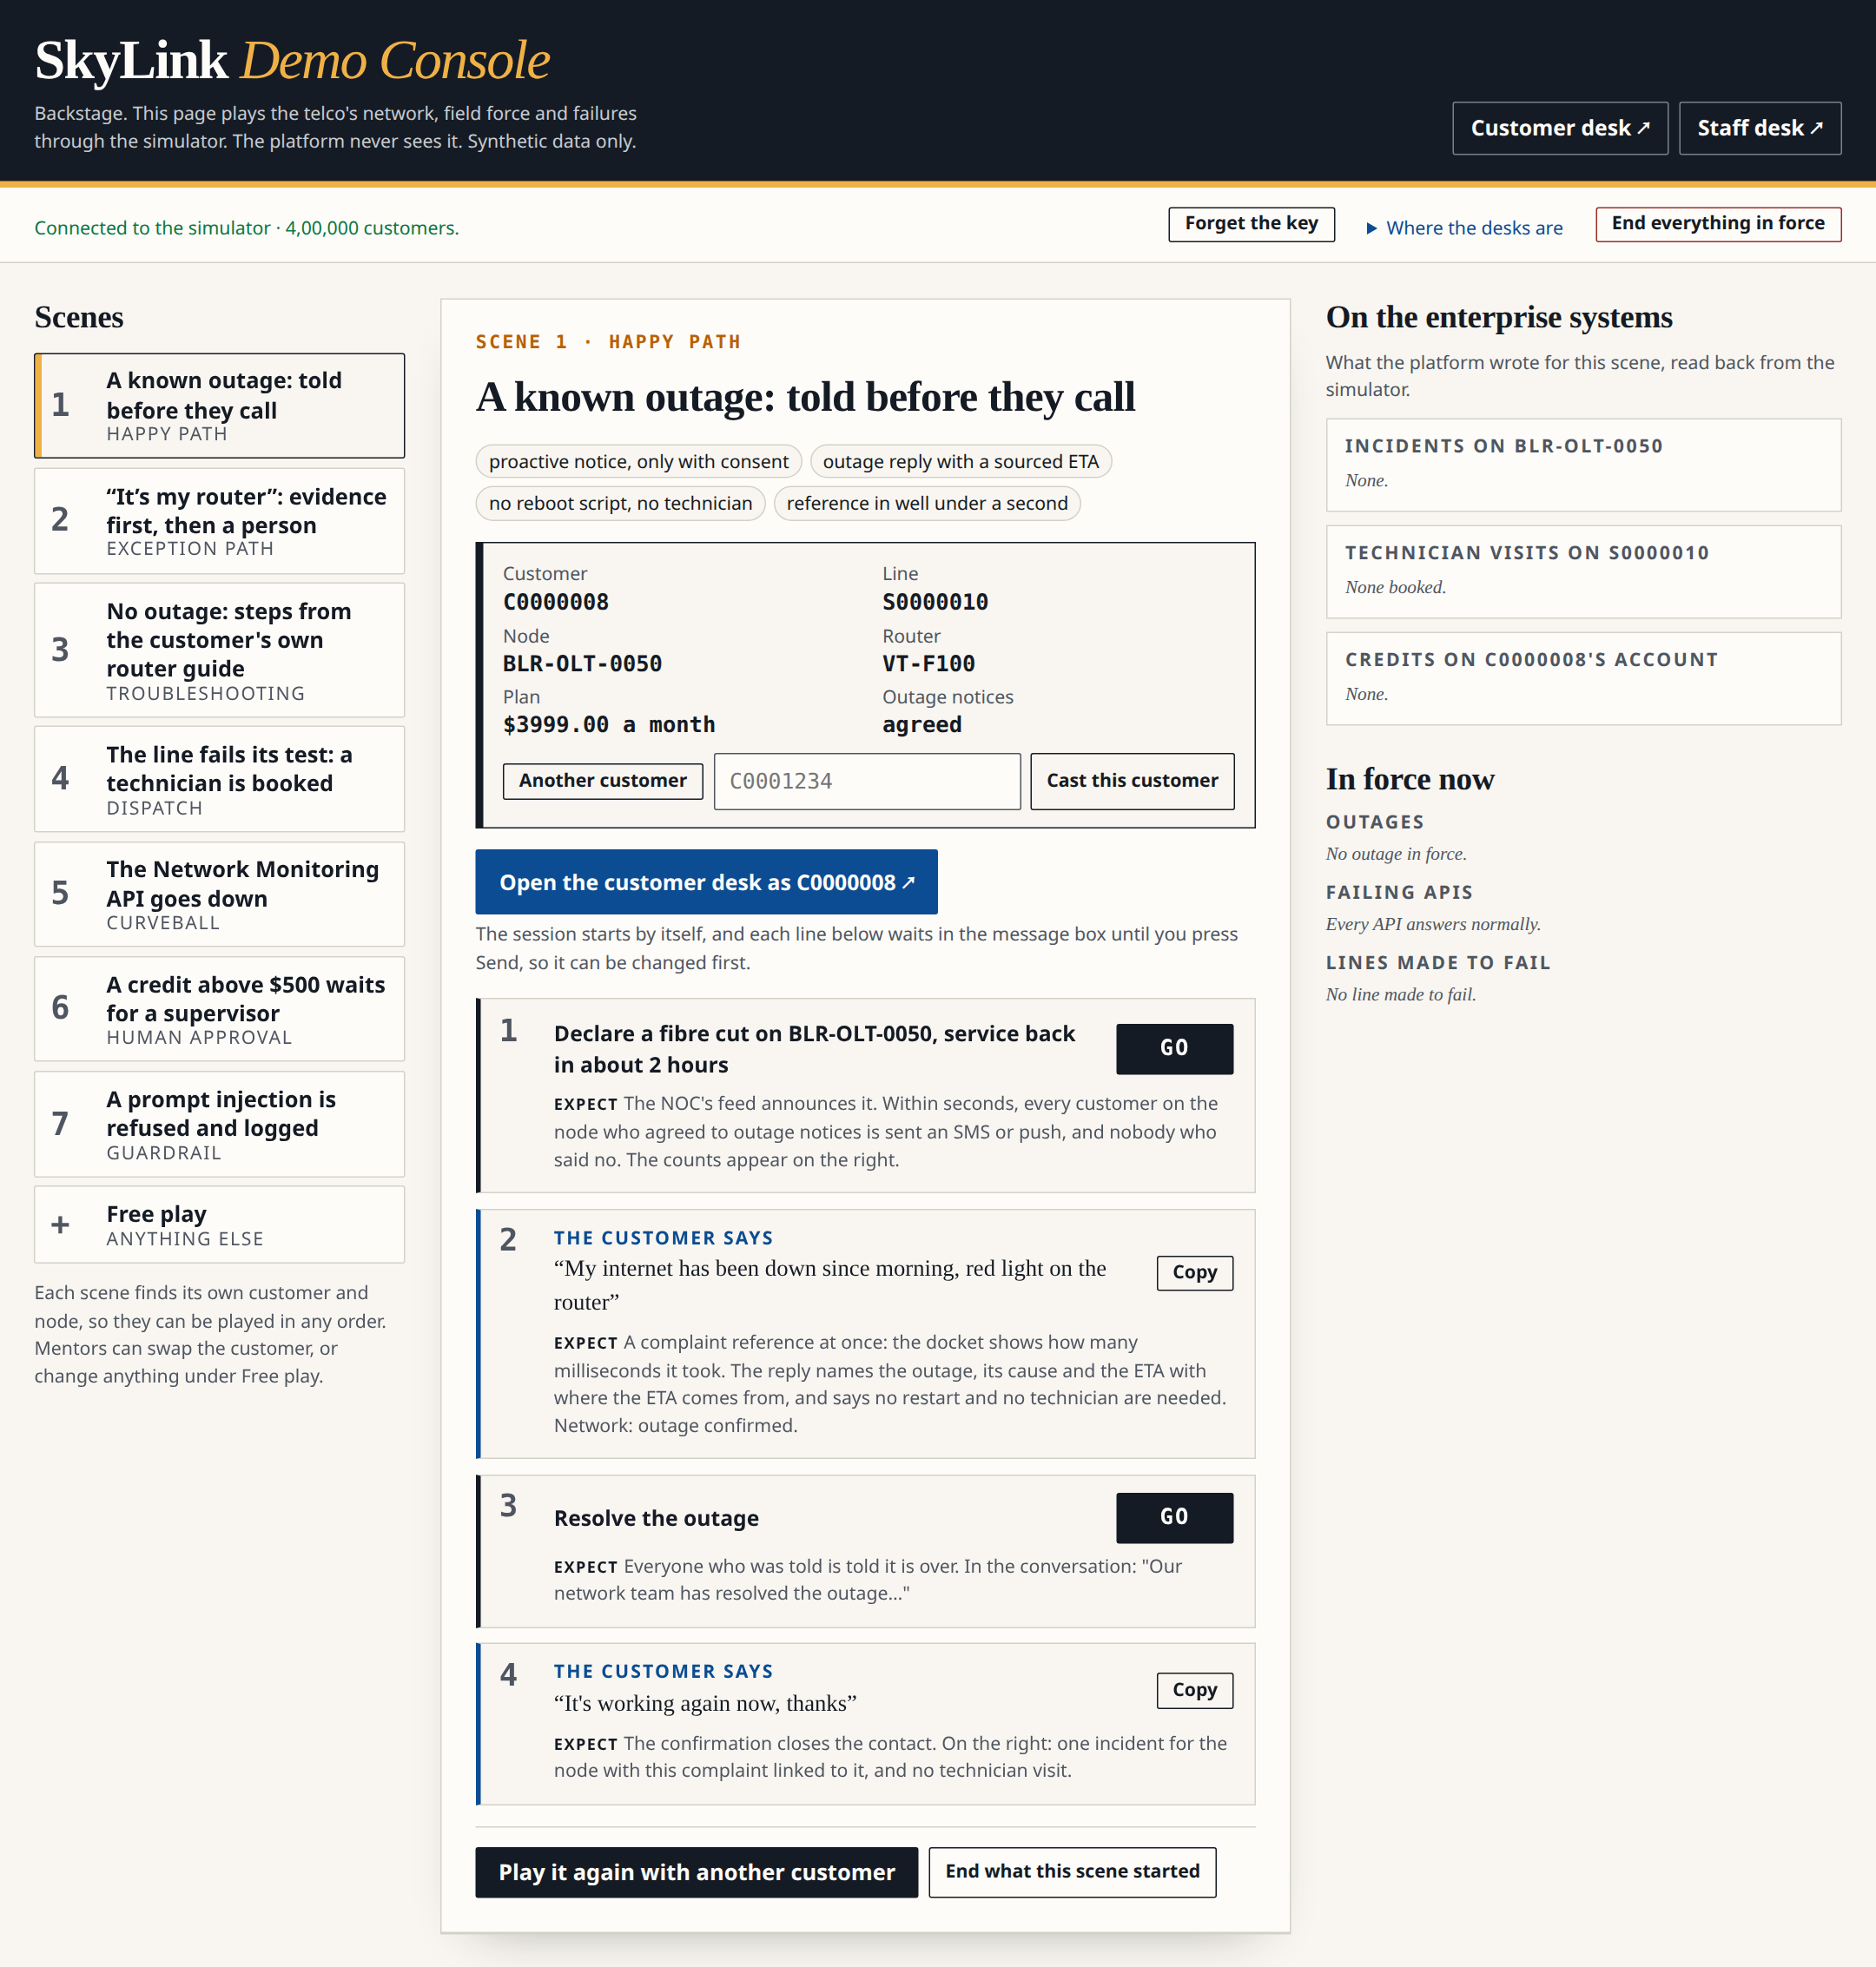 SkyLink Demo Console
Backstage. This page plays the telco's network, field force and failures
through the simulator. The platform never sees it. Synthetic data only.
Customer desk ↗
Staff desk ↗
Connected to the simulator · 4,00,000 customers.
Forget the key
▶ Where the desks are
End everything in force
Scenes
1
A known outage: told
before they call
HAPPY PATH
2
“It’s my router”: evidence
first, then a person
EXCEPTION PATH
3
No outage: steps from
the customer's own
router guide
TROUBLESHOOTING
4
The line fails its test: a
technician is booked
DISPATCH
5
The Network Monitoring
API goes down
CURVEBALL
6
A credit above $500 waits
for a supervisor
HUMAN APPROVAL
7
A prompt injection is
refused and logged
GUARDRAIL
+
Free play
ANYTHING ELSE
Each scene finds its own customer and
node, so they can be played in any order.
Mentors can swap the customer, or
change anything under Free play.
SCENE 1 · HAPPY PATH
A known outage: told before they call
proactive notice, only with consent
outage reply with a sourced ETA
no reboot script, no technician
reference in well under a second
Customer
C0000008
Line
S0000010
Node
BLR-OLT-0050
Router
VT-F100
Plan
$3999.00 a month
Outage notices
agreed
Another customer
C0001234
Cast this customer
Open the customer desk as C0000008 ↗
The session starts by itself, and each line below waits in the message box until you press
Send, so it can be changed first.
1
Declare a fibre cut on BLR-OLT-0050, service back
in about 2 hours
GO
EXPECT The NOC's feed announces it. Within seconds, every customer on the
node who agreed to outage notices is sent an SMS or push, and nobody who
said no. The counts appear on the right.
2
THE CUSTOMER SAYS
“My internet has been down since morning, red light on the
router”
Copy
EXPECT A complaint reference at once: the docket shows how many
milliseconds it took. The reply names the outage, its cause and the ETA with
where the ETA comes from, and says no restart and no technician are needed.
Network: outage confirmed.
3
Resolve the outage
GO
EXPECT Everyone who was told is told it is over. In the conversation: "Our
network team has resolved the outage…"
4
THE CUSTOMER SAYS
“It's working again now, thanks”
Copy
EXPECT The confirmation closes the contact. On the right: one incident for the
node with this complaint linked to it, and no technician visit.
Play it again with another customer
End what this scene started
On the enterprise systems
What the platform wrote for this scene, read back from the
simulator.
INCIDENTS ON BLR-OLT-0050
None.
TECHNICIAN VISITS ON S0000010
None booked.
CREDITS ON C0000008'S ACCOUNT
None.
In force now
OUTAGES
No outage in force.
FAILING APIS
Every API answers normally.
LINES MADE TO FAIL
No line made to fail.